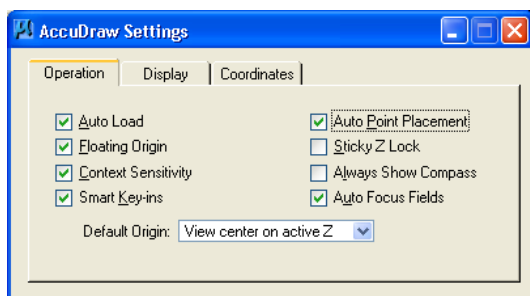 AccuDraw Settings
Operation Display Coordinates
Auto Load
Floating Origin
Context Sensitivity
Smart Key-ins
Auto Point Placement
Sticky Z Lock
Always Show Compass
Auto Focus Fields
Default Origin: View center on active Z